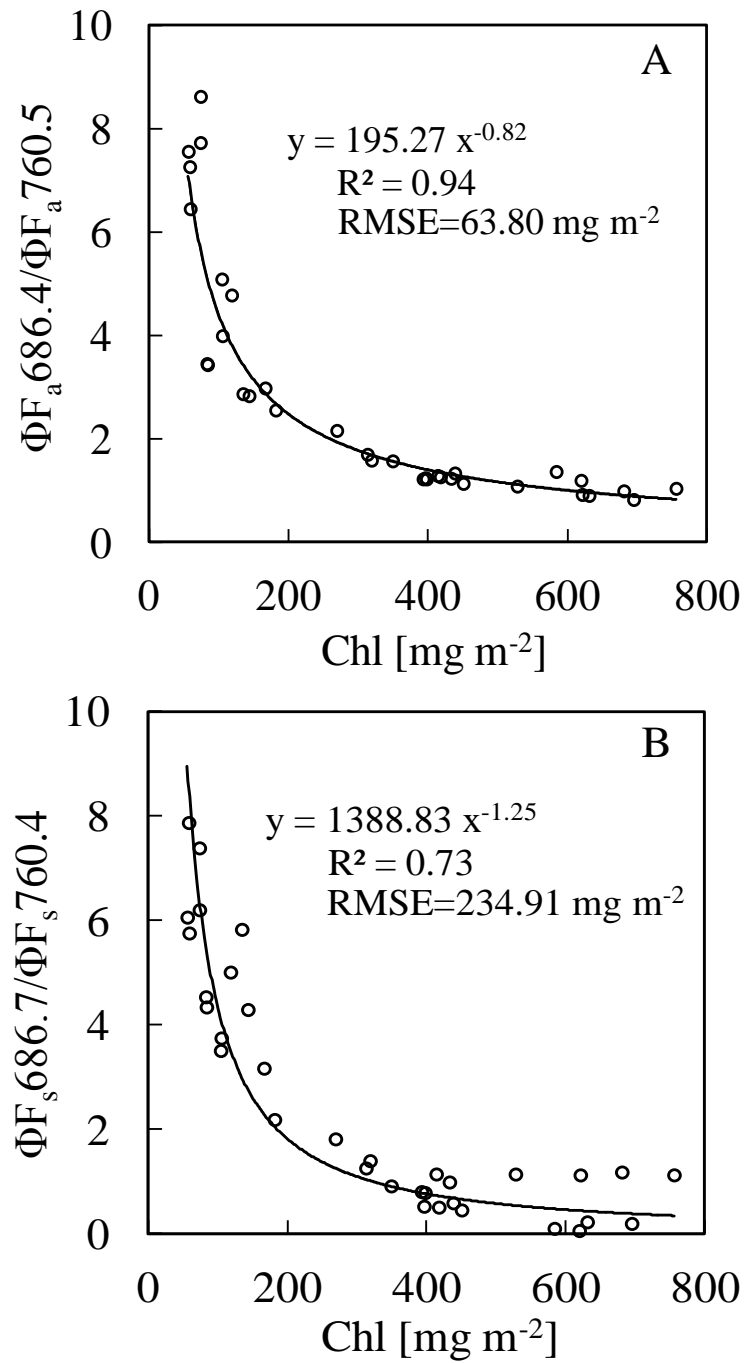 10
A
8
y = 195.27 x⁻⁰·⁸²
R² = 0.94
RMSE=63.80 mg m⁻²
6
4
2
0
0 200 400 600 800
Chl [mg m⁻²]
ΦFₐ686.4/ΦFₐ760.5
10
B
8
y = 1388.83 x⁻¹·²⁵
R² = 0.73
RMSE=234.91 mg m⁻²
6
4
2
0
0 200 400 600 800
Chl [mg m⁻²]
ΦFₛ686.7/ΦFₛ760.4